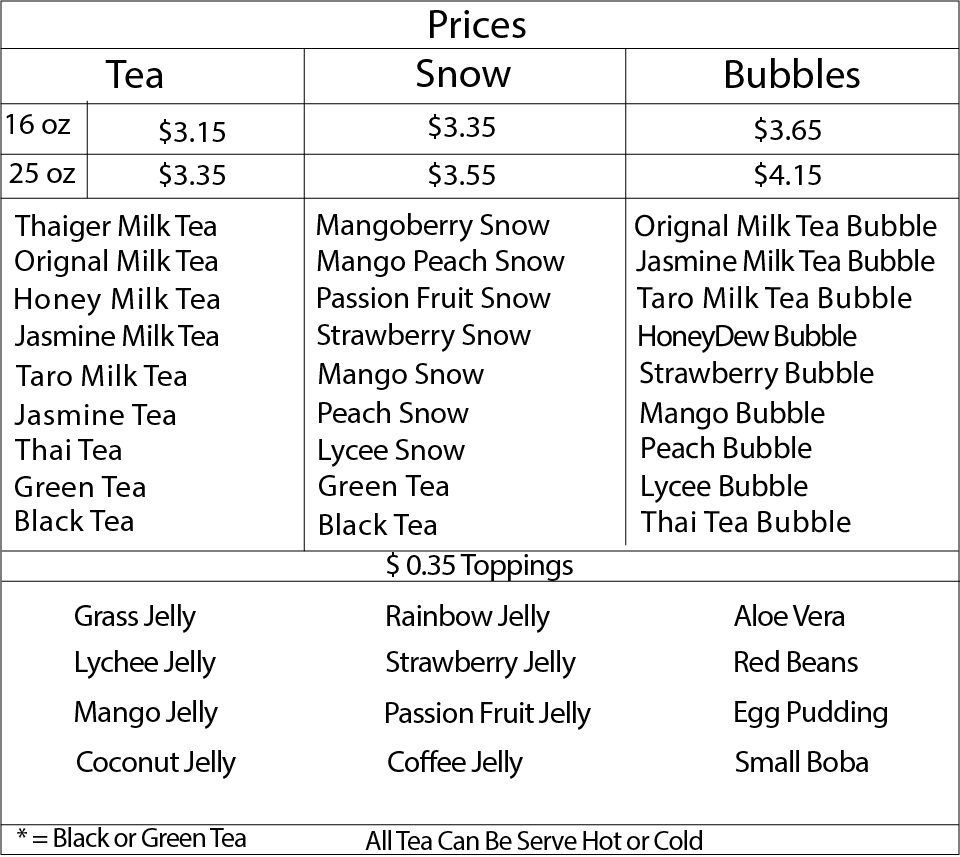 Prices
Tea Snow Bubbles
16 oz $3.15 $3.35 $3.65
25 oz $3.35 $3.55 $4.15
Thaiger Milk Tea Mangoberry Snow Orignal Milk Tea Bubble
Orignal Milk Tea Mango Peach Snow Jasmine Milk Tea Bubble
Honey Milk Tea Passion Fruit Snow Taro Milk Tea Bubble
Jasmine Milk Tea Strawberry Snow HoneyDew Bubble
Taro Milk Tea Mango Snow Strawberry Bubble
Jasmine Tea Peach Snow Mango Bubble
Thai Tea Lycee Snow Peach Bubble
Green Tea Green Tea Lycee Bubble
Black Tea Black Tea Thai Tea Bubble
$ 0.35 Toppings
Grass Jelly Rainbow Jelly Aloe Vera
Lychee Jelly Strawberry Jelly Red Beans
Mango Jelly Passion Fruit Jelly Egg Pudding
Coconut Jelly Coffee Jelly Small Boba
* = Black or Green Tea All Tea Can Be Serve Hot or Cold